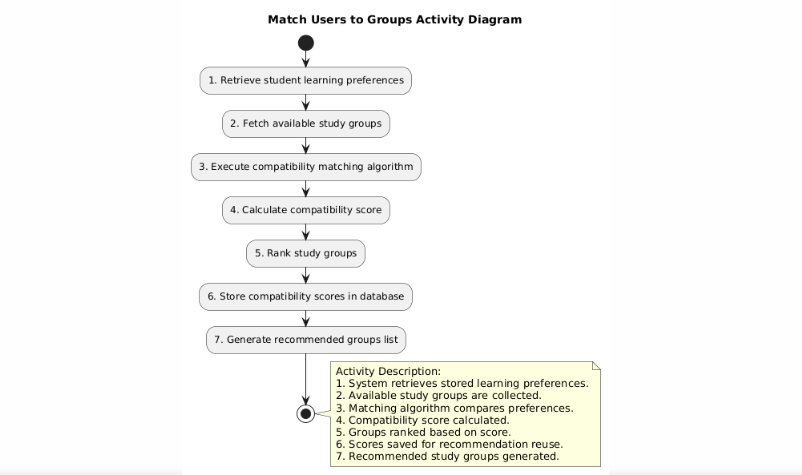 Match Users to Groups Activity Diagram
1. Retrieve student learning preferences
2. Fetch available study groups
3. Execute compatibility matching algorithm
4. Calculate compatibility score
5. Rank study groups
6. Store compatibility scores in database
7. Generate recommended groups list
Activity Description:
1. System retrieves stored learning preferences.
2. Available study groups are collected.
3. Matching algorithm compares preferences.
4. Compatibility score calculated.
5. Groups ranked based on score.
6. Scores saved for recommendation reuse.
7. Recommended study groups generated.